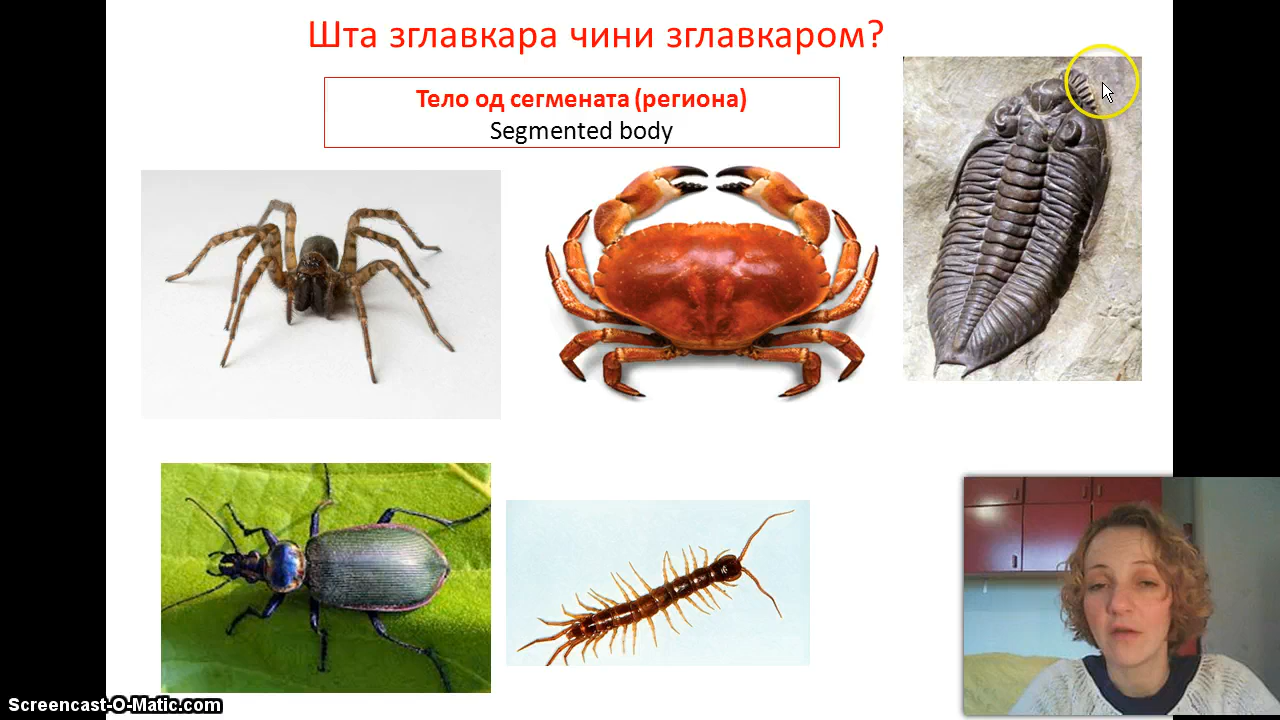 Шта зглавкара чини зглавкаром?
Тело од сегмената (региона)
Segmented body
Screencast-O-Matic.com